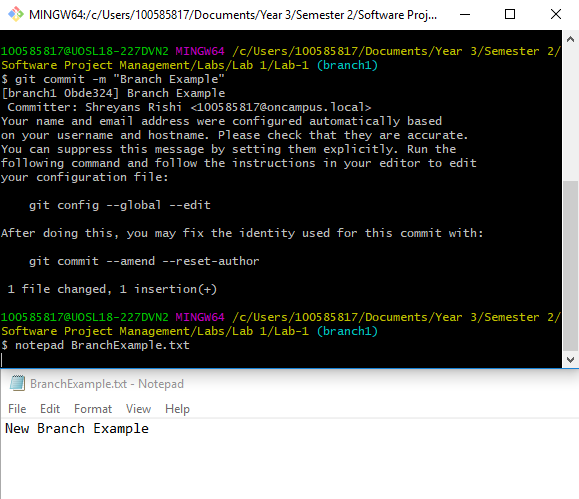 MINGW64:/c/Users/100585817/Documents/Year 3/Semester 2/Software Proj...
100585817@UOSL18-227DVN2 MINGW64 /c/Users/100585817/Documents/Year 3/Semester 2/
Software Project Management/Labs/Lab 1/Lab-1 (branch1)
$ git commit -m "Branch Example"
[branch1 0bde324] Branch Example
Committer: Shreyans Rishi <100585817@oncampus.local>
Your name and email address were configured automatically based
on your username and hostname. Please check that they are accurate.
You can suppress this message by setting them explicitly. Run the
following command and follow the instructions in your editor to edit
your configuration file:
git config --global --edit
After doing this, you may fix the identity used for this commit with:
git commit --amend --reset-author
1 file changed, 1 insertion(+)
100585817@UOSL18-227DVN2 MINGW64 /c/Users/100585817/Documents/Year 3/Semester 2/
Software Project Management/Labs/Lab 1/Lab-1 (branch1)
$ notepad BranchExample.txt
BranchExample.txt - Notepad
File Edit Format View Help
New Branch Example